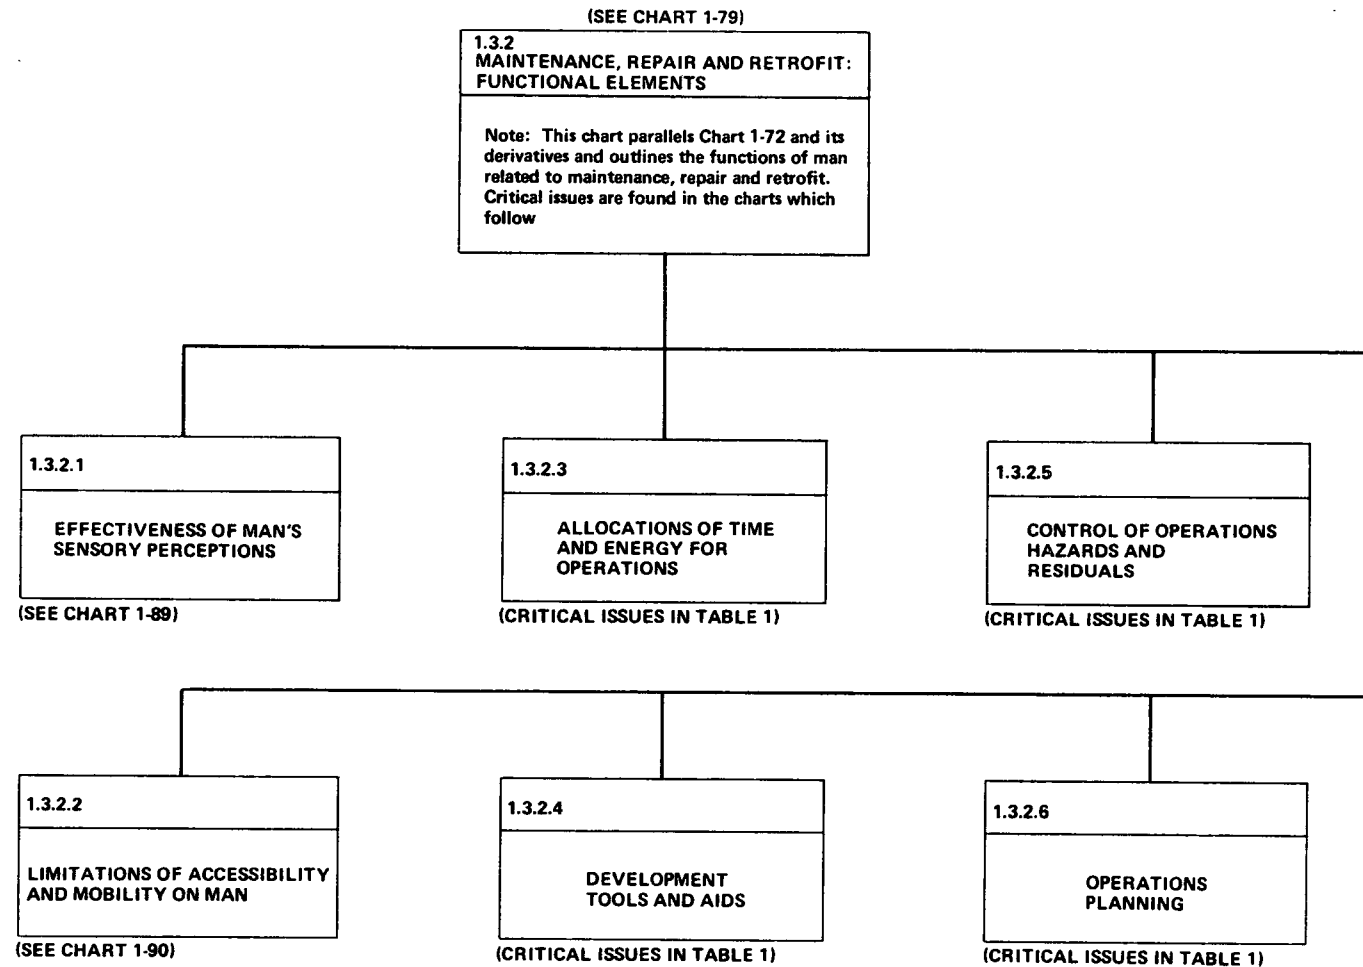 (SEE CHART 1-79)
1.3.2
MAINTENANCE, REPAIR AND RETROFIT:
FUNCTIONAL ELEMENTS
Note: This chart parallels Chart 1-72 and its
derivatives and outlines the functions of man
related to maintenance, repair and retrofit.
Critical issues are found in the charts which
follow
1.3.2.1
EFFECTIVENESS OF MAN'S
SENSORY PERCEPTIONS
(SEE CHART 1-89)
1.3.2.3
ALLOCATIONS OF TIME
AND ENERGY FOR
OPERATIONS
(CRITICAL ISSUES IN TABLE 1)
1.3.2.5
CONTROL OF OPERATIONS
HAZARDS AND
RESIDUALS
(CRITICAL ISSUES IN TABLE 1)
1.3.2.2
LIMITATIONS OF ACCESSIBILITY
AND MOBILITY ON MAN
(SEE CHART 1-90)
1.3.2.4
DEVELOPMENT
TOOLS AND AIDS
(CRITICAL ISSUES IN TABLE 1)
1.3.2.6
OPERATIONS
PLANNING
(CRITICAL ISSUES IN TABLE 1)